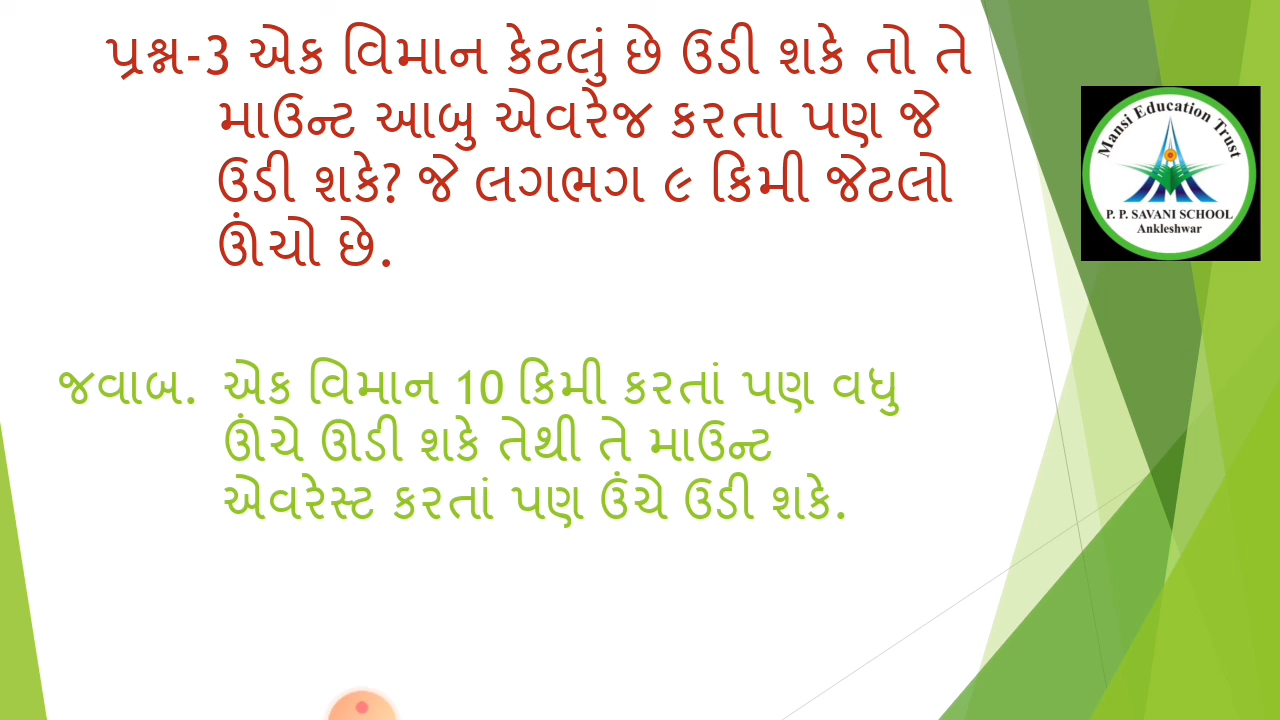 પ્રશ્ન-3 એક વિમાન કેટલું છે ઉડી શકે તો તે
માઉન્ટ આબુ એવરેજ કરતા પણ જે
ઉડી શકે? જે લગભગ ૯ કિમી જેટલો
ઊંચો છે.
જવાબ. એક વિમાન 10 કિમી કરતાં પણ વધુ
ઊંચે ઊડી શકે તેથી તે માઉન્ટ
એવરેસ્ટ કરતાં પણ ઉંચે ઉડી શકે.
Mansi Education Trust
P. P. SAVANI SCHOOL
Ankleshwar